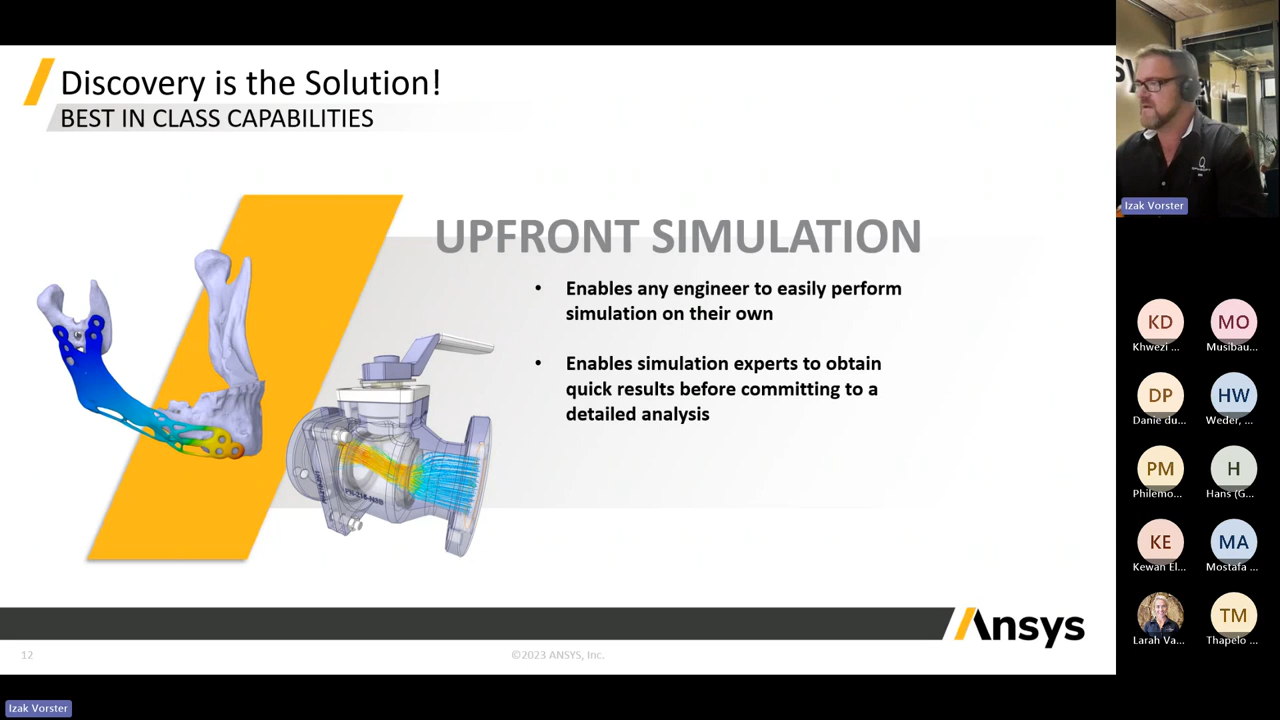 Discovery is the Solution!
BEST IN CLASS CAPABILITIES
UPFRONT SIMULATION
• Enables any engineer to easily perform
simulation on their own
• Enables simulation experts to obtain
quick results before committing to a
detailed analysis
Ansys
12
©2023 ANSYS, Inc.
Izak Vorster
Izak Vorster
KD
MO
Khwezi ...
Musibau...
DP
HW
Danie du...
Weder, ...
PM
H
Philemo...
Hans (G...
KE
MA
Kewan El...
Mostafa ...
Larah Va...
TM
Thapelo ...